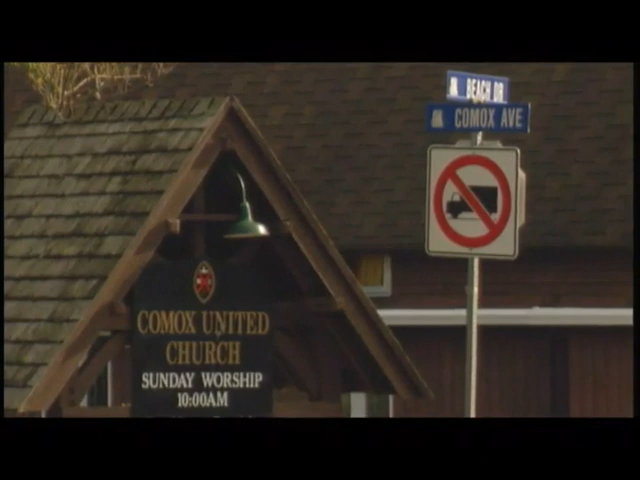 BEACH DR
COMOX AVE
COMOX UNITED
CHURCH
SUNDAY WORSHIP
10:00AM